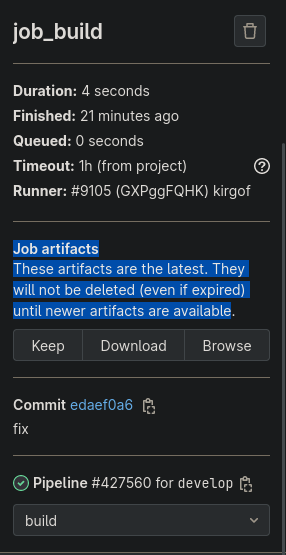 job_build
Duration: 4 seconds
Finished: 21 minutes ago
Queued: 0 seconds
Timeout: 1h (from project)
Runner: #9105 (GXPggFQHK) kirgof
Job artifacts
These artifacts are the latest. They
will not be deleted (even if expired)
until newer artifacts are available.
Keep Download Browse
Commit edaef0a6
fix
Pipeline #427560 for develop
build